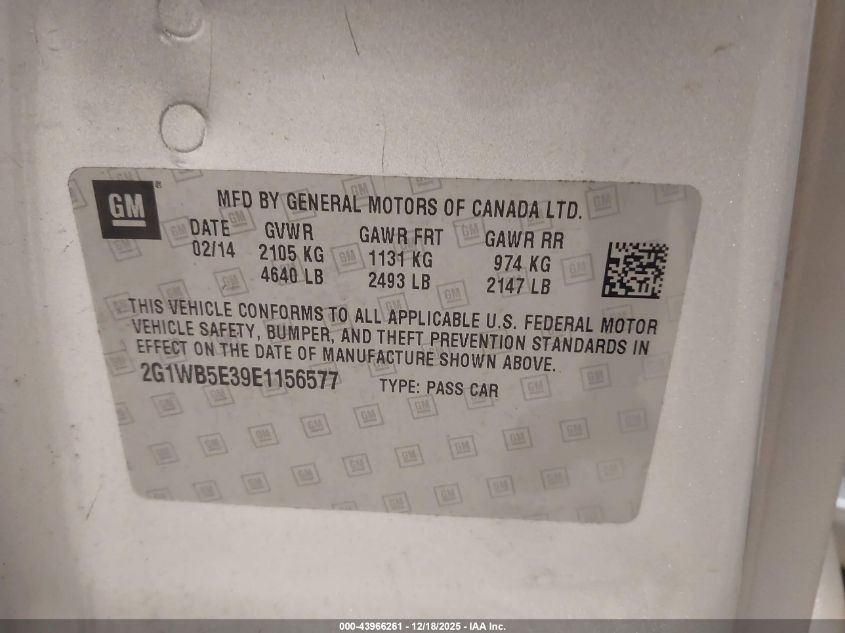 GM
MFD BY GENERAL MOTORS OF CANADA LTD.
DATE GVWR GAWR FRT GAWR RR
02/14 2105 KG 1131 KG 974 KG
4640 LB 2493 LB 2147 LB
THIS VEHICLE CONFORMS TO ALL APPLICABLE U.S. FEDERAL MOTOR
VEHICLE SAFETY, BUMPER, AND THEFT PREVENTION STANDARDS IN
EFFECT ON THE DATE OF MANUFACTURE SHOWN ABOVE.
2G1WB5E39E1156577 TYPE: PASS CAR
000-43966261 - 12/18/2025 - IAA Inc.